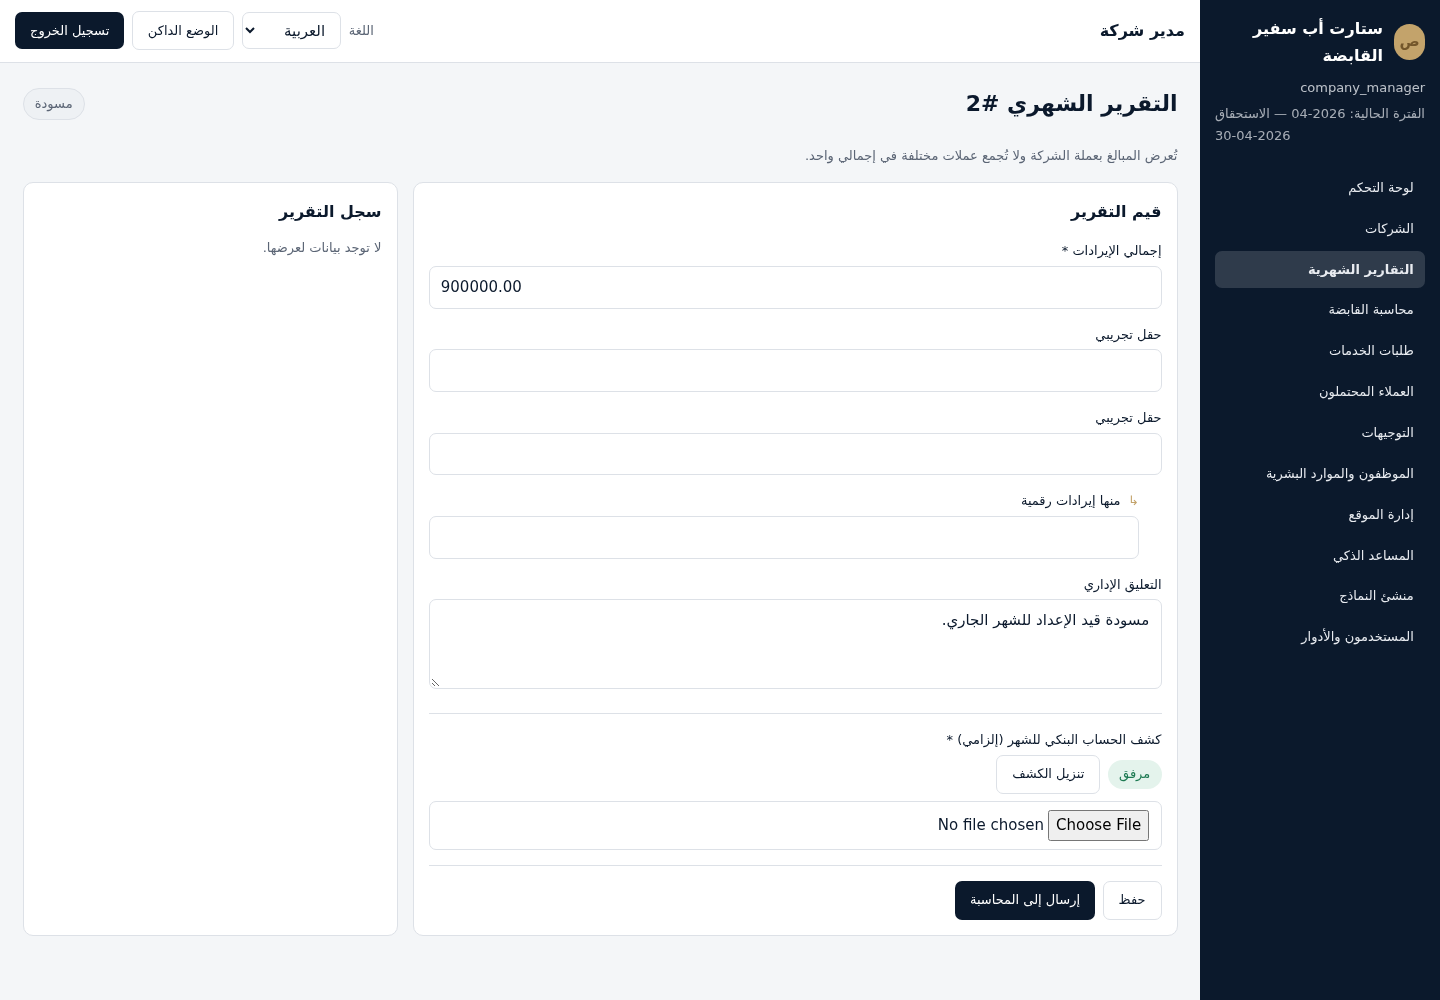 ص
ستارت أب سفير
القابضة
company_manager
الفترة الحالية: 2026-04 — الاستحقاق
2026-04-30
لوحة التحكم
الشركات
التقارير الشهرية
محاسبة القابضة
طلبات الخدمات
العملاء المحتملون
التوجيهات
الموظفون والموارد البشرية
إدارة الموقع
المساعد الذكي
منشئ النماذج
المستخدمون والأدوار
مدير شركة
اللغة
العربية
الوضع الداكن
تسجيل الخروج
التقرير الشهري #2
مسودة
تُعرض المبالغ بعملة الشركة ولا تُجمع عملات مختلفة في إجمالي واحد.
قيم التقرير
إجمالي الإيرادات *
900000.00
حقل تجريبي
حقل تجريبي
↳ منها إيرادات رقمية
التعليق الإداري
مسودة قيد الإعداد للشهر الجاري.
كشف الحساب البنكي للشهر (إلزامي) *
مرفق
تنزيل الكشف
Choose File No file chosen
حفظ
إرسال إلى المحاسبة
سجل التقرير
لا توجد بيانات لعرضها.